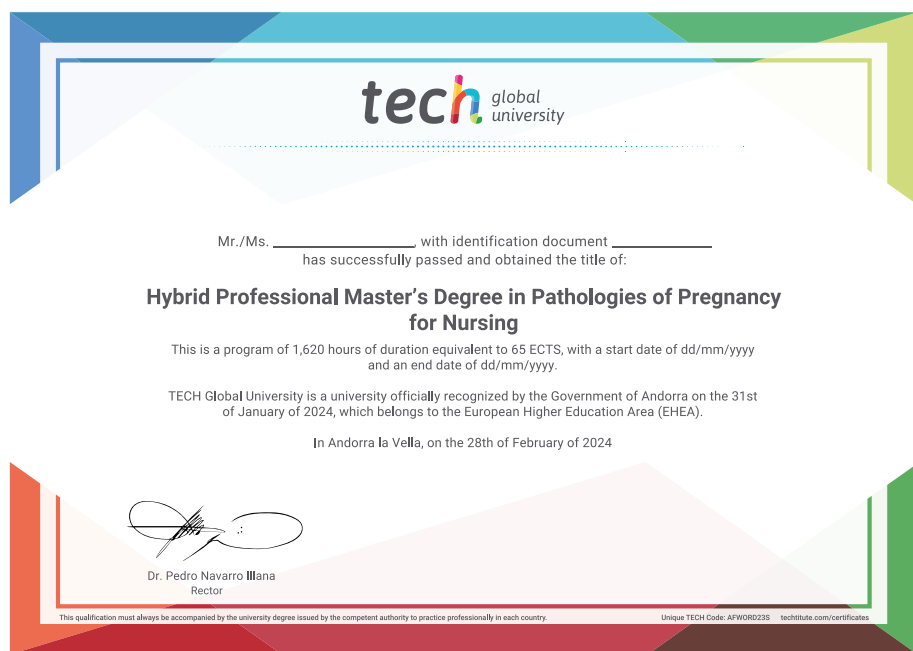 tech global university
Mr./Ms. ____________________, with identification document ______________
has successfully passed and obtained the title of:
Hybrid Professional Master's Degree in Pathologies of Pregnancy
for Nursing
This is a program of 1,620 hours of duration equivalent to 65 ECTS, with a start date of dd/mm/yyyy
and an end date of dd/mm/yyyy.
TECH Global University is a university officially recognized by the Government of Andorra on the 31st
of January of 2024, which belongs to the European Higher Education Area (EHEA).
In Andorra la Vella, on the 28th of February of 2024
Dr. Pedro Navarro Illana
Rector
This qualification must always be accompanied by the university degree issued by the competent authority to practice professionally in each country.
Unique TECH Code: AFWORD23S techtitute.com/certificates